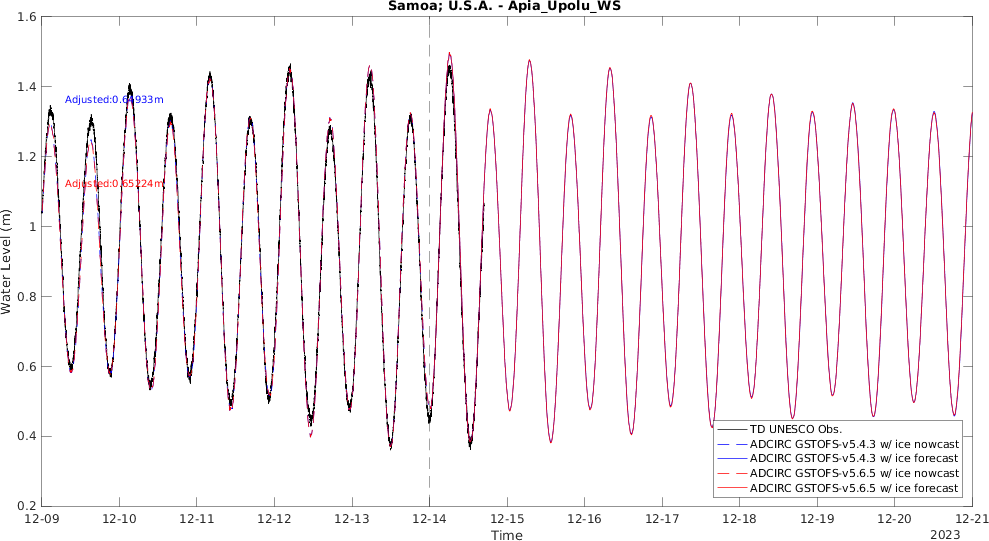 Samoa; U.S.A. - Apia_Upolu_WS
1.6
1.4
1.2
1
0.8
0.6
0.4
0.2
Water Level (m)
Adjusted:0.64933m
Adjusted:0.65224m
TD UNESCO Obs.
ADCIRC GSTOFS-v5.4.3 w/ ice nowcast
ADCIRC GSTOFS-v5.4.3 w/ ice forecast
ADCIRC GSTOFS-v5.6.5 w/ ice nowcast
ADCIRC GSTOFS-v5.6.5 w/ ice forecast
12-09 12-10 12-11 12-12 12-13 12-14 12-15 12-16 12-17 12-18 12-19 12-20 12-21
Time
2023